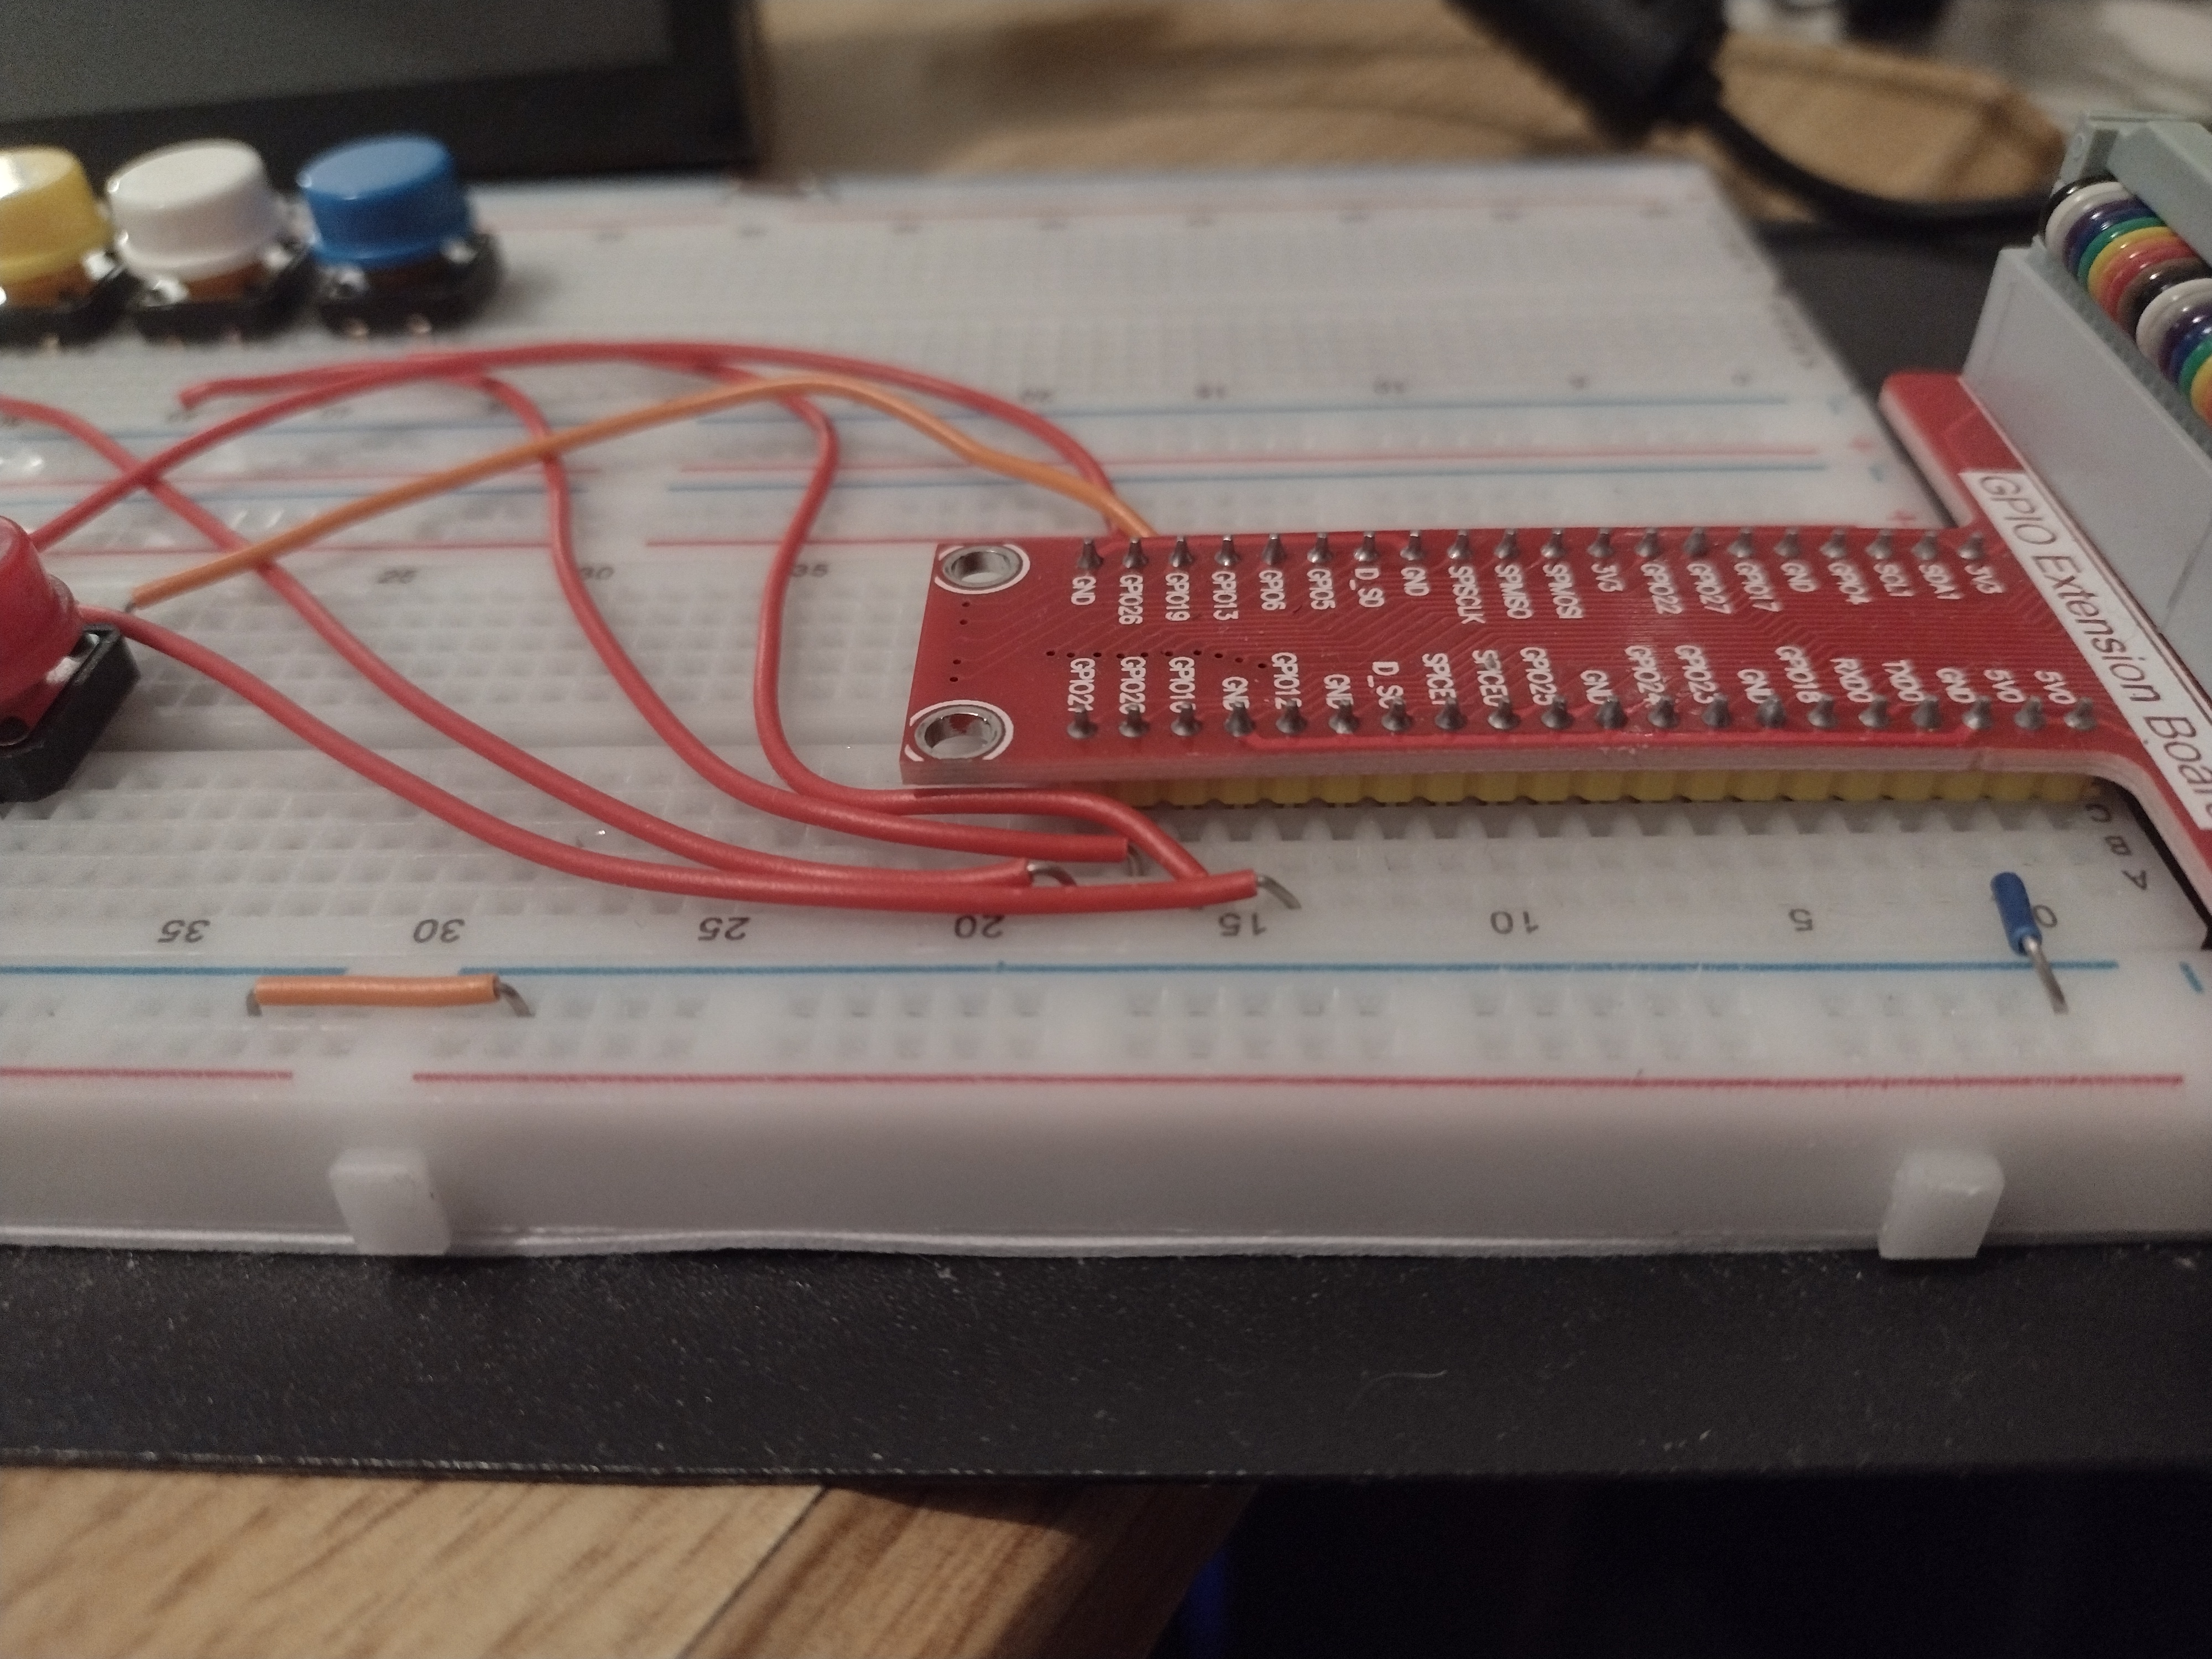 25 30 35
GND GPIO26 GPIO19 GPIO13 GPIO6 GPIO5 D_SD GND SPISCLK SPIMISO SPIMOSI 3V3 GPIO22 GPIO27 GPIO17 GND GPIO4 SCL1 SDA1 3V3
GPIO21 GPIO20 GPIO16 GND GPIO12 GND D_SC SPICE1 SPICE0 GPIO25 GND GPIO24 GPIO23 GND GPIO18 RXD0 TXD0 GND 5V0 5V0
GPIO Extension Board
C
B
A
35 30 25 20 15 10 5 0